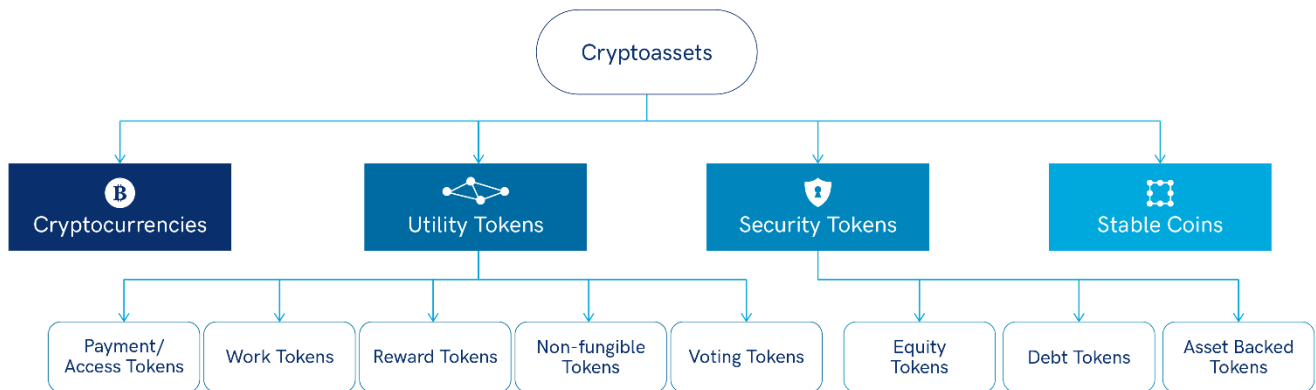 Cryptoassets
Cryptocurrencies
Utility Tokens
Security Tokens
Stable Coins
Payment/
Access Tokens
Work Tokens
Reward Tokens
Non-fungible
Tokens
Voting Tokens
Equity
Tokens
Debt Tokens
Asset Backed
Tokens